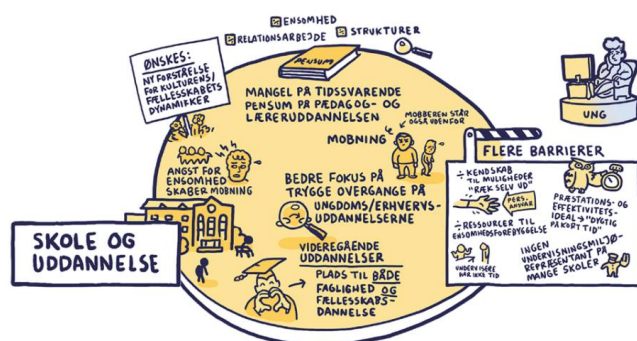 ENSOMHED
RELATIONSARBEJDE
STRUKTURER
PENSUM
ØNSKES:
NY FORSTÅELSE
FOR KULTURENS/
FÆLLESSKABETS
DYNAMIKKER
MANGEL PÅ TIDSSVARENDE
PENSUM PÅ PÆDAGOG- OG
LÆRERUDDANNELSEN
MOBBEREN STÅR
OGSÅ UDENFOR
MOBNING
ANGST FOR
ENSOMHED
SKABER MOBNING
BEDRE FOKUS PÅ
TRYGGE OVERGANGE PÅ
UNGDOMS/ERHVERVS-
UDDANNELSERNE
SKOLE OG
UDDANNELSE
VIDEREGÅENDE
UDDANNELSER
PLADS TIL BÅDE
FAGLIGHED OG
FÆLLESSKABS-
DANNELSE
UNG
FLERE BARRIERER
÷ KENDSKAB
TIL MULIGHEDER
"RÆK SELV UD"
PERS.
ANSVAR
÷ RESSOURCER TIL
ENSOMHEDSFOREBYGGELSE
UNDERVISERE
HAR IKKE TID
PRÆSTATIONS- OG
EFFEKTIVITETS-
IDEAL → "DYGTIG
PÅ KORT TID"
INGEN
UNDERVISNINGSMILJØ-
REPRÆSENTANT PÅ
MANGE SKOLER